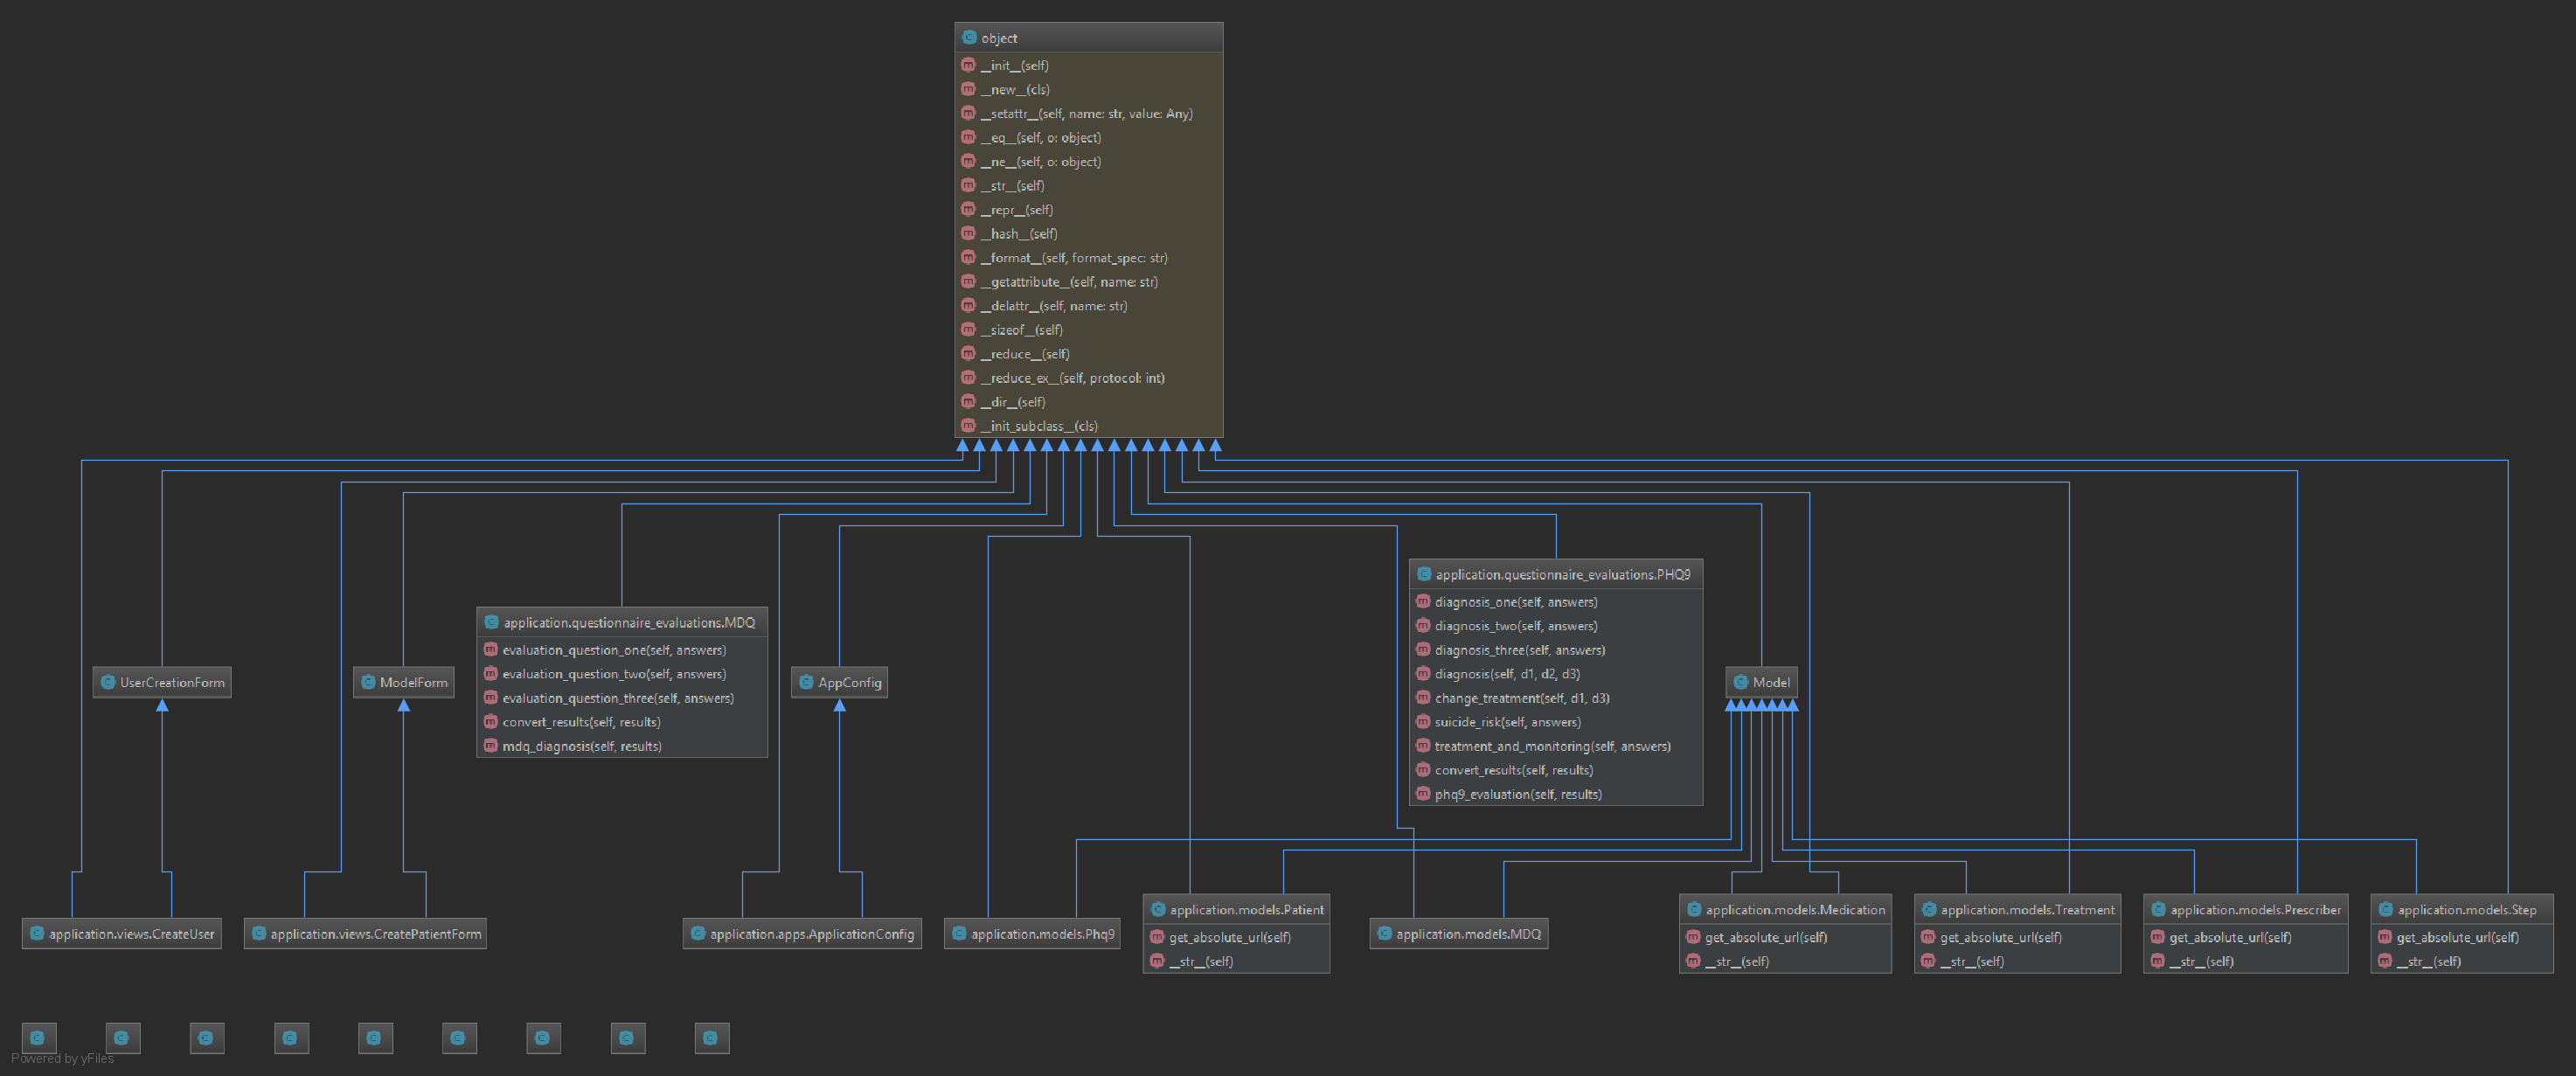 object
__init__(self)
__new__(cls)
__setattr__(self, name: str, value: Any)
__eq__(self, o: object)
__ne__(self, o: object)
__str__(self)
__repr__(self)
__hash__(self)
__format__(self, format_spec: str)
__getattribute__(self, name: str)
__delattr__(self, name: str)
__sizeof__(self)
__reduce__(self)
__reduce_ex__(self, protocol: int)
__dir__(self)
__init_subclass__(cls)
UserCreationForm
ModelForm
application.questionnaire_evaluations.MDQ
evaluation_question_one(self, answers)
evaluation_question_two(self, answers)
evaluation_question_three(self, answers)
convert_results(self, results)
mdq_diagnosis(self, results)
AppConfig
application.questionnaire_evaluations.PHQ9
diagnosis_one(self, answers)
diagnosis_two(self, answers)
diagnosis_three(self, answers)
diagnosis(self, d1, d2, d3)
change_treatment(self, d1, d3)
suicide_risk(self, answers)
treatment_and_monitoring(self, answers)
convert_results(self, results)
phq9_evaluation(self, results)
Model
application.views.CreateUser
application.views.CreatePatientForm
application.apps.ApplicationConfig
application.models.Phq9
application.models.Patient
get_absolute_url(self)
__str__(self)
application.models.MDQ
application.models.Medication
get_absolute_url(self)
__str__(self)
application.models.Treatment
get_absolute_url(self)
__str__(self)
application.models.Prescriber
get_absolute_url(self)
__str__(self)
application.models.Step
get_absolute_url(self)
__str__(self)
Powered by yFiles